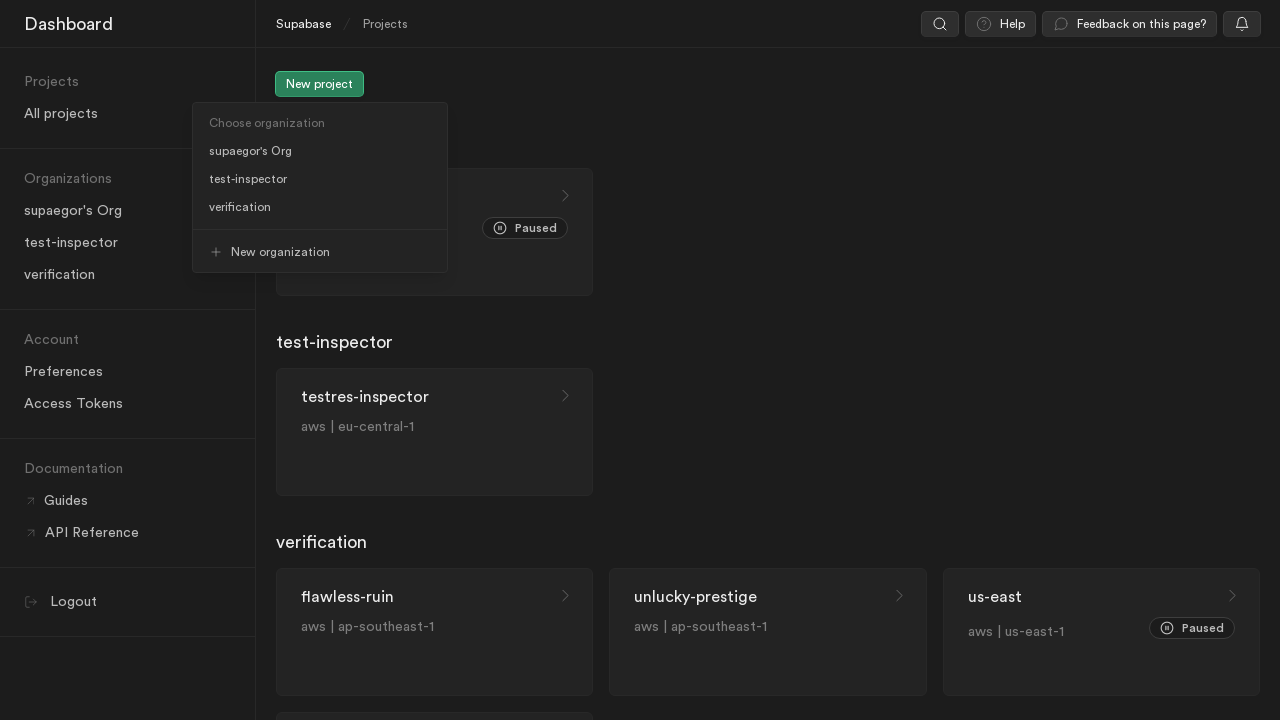 Dashboard
Supabase / Projects
Help
Feedback on this page?
Projects
All projects
Organizations
supaegor's Org
test-inspector
verification
Account
Preferences
Access Tokens
Documentation
Guides
API Reference
Logout
New project
Choose organization
supaegor's Org
test-inspector
verification
New organization
Paused
test-inspector
testres-inspector
aws | eu-central-1
verification
flawless-ruin
aws | ap-southeast-1
unlucky-prestige
aws | ap-southeast-1
us-east
aws | us-east-1
Paused